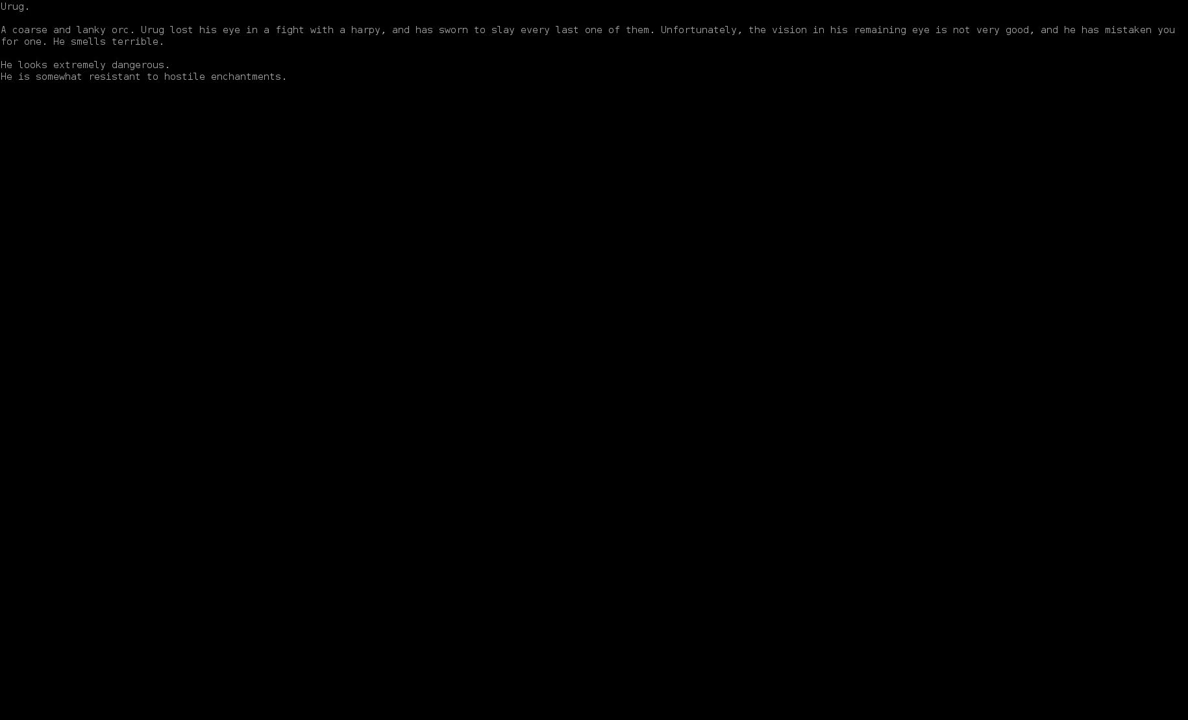 Urug.
A coarse and lanky orc. Urug lost his eye in a fight with a harpy, and has sworn to slay every last one of them. Unfortunately, the vision in his remaining eye is not very good, and he has mistaken you
for one. He smells terrible.
He looks extremely dangerous.
He is somewhat resistant to hostile enchantments.